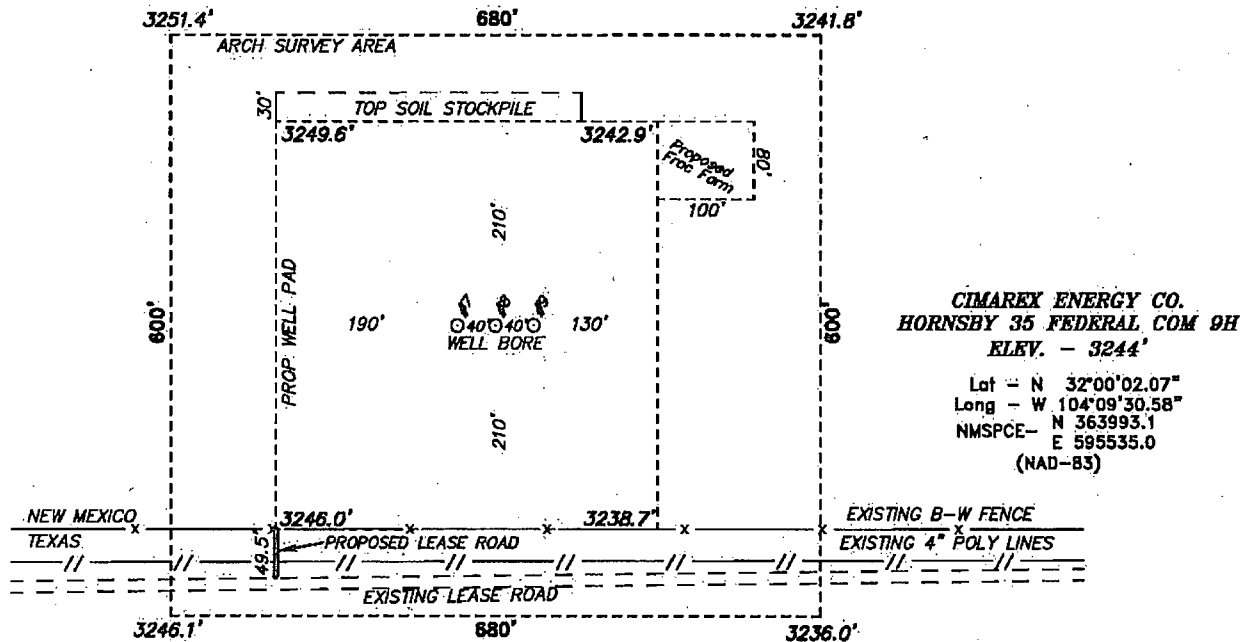 3251.4' 680' 3241.8'
ARCH SURVEY AREA
30' TOP SOIL STOCKPILE
3249.6' 3242.9'
Proposed
Frac Farm
80'
100'
210'
PROP. WELL PAD
600'
#7 #8 #9
190' 40' 40' 130'
WELL BORE
600'
210'
CIMAREX ENERGY CO.
HORNSBY 35 FEDERAL COM 9H
ELEV. - 3244'
Lat - N 32°00'02.07"
Long - W 104°09'30.58"
NMSPCE- N 363993.1
E 595535.0
(NAD-83)
NEW MEXICO 3246.0' 3238.7' EXISTING B-W FENCE
TEXAS 49.5' PROPOSED LEASE ROAD EXISTING 4" POLY LINES
EXISTING LEASE ROAD
3246.1' 680' 3236.0'